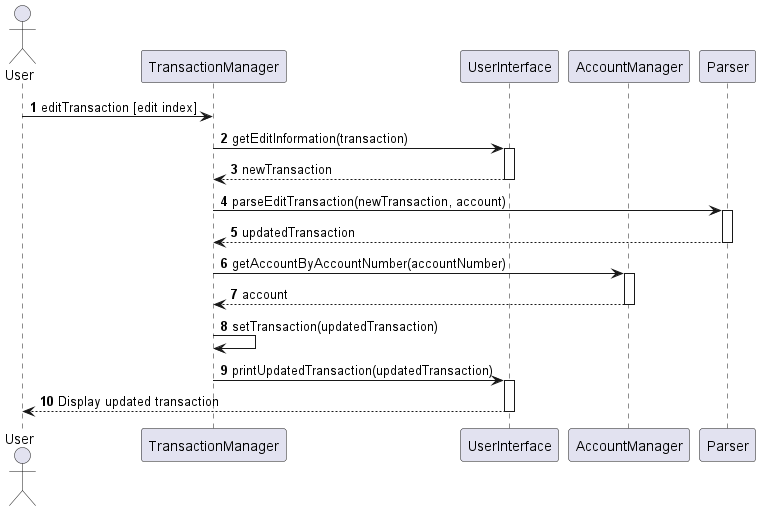 User
TransactionManager
UserInterface
AccountManager
Parser
1 editTransaction [edit index]
2 getEditInformation(transaction)
3 newTransaction
4 parseEditTransaction(newTransaction, account)
5 updatedTransaction
6 getAccountByAccountNumber(accountNumber)
7 account
8 setTransaction(updatedTransaction)
9 printUpdatedTransaction(updatedTransaction)
10 Display updated transaction
User
TransactionManager
UserInterface
AccountManager
Parser